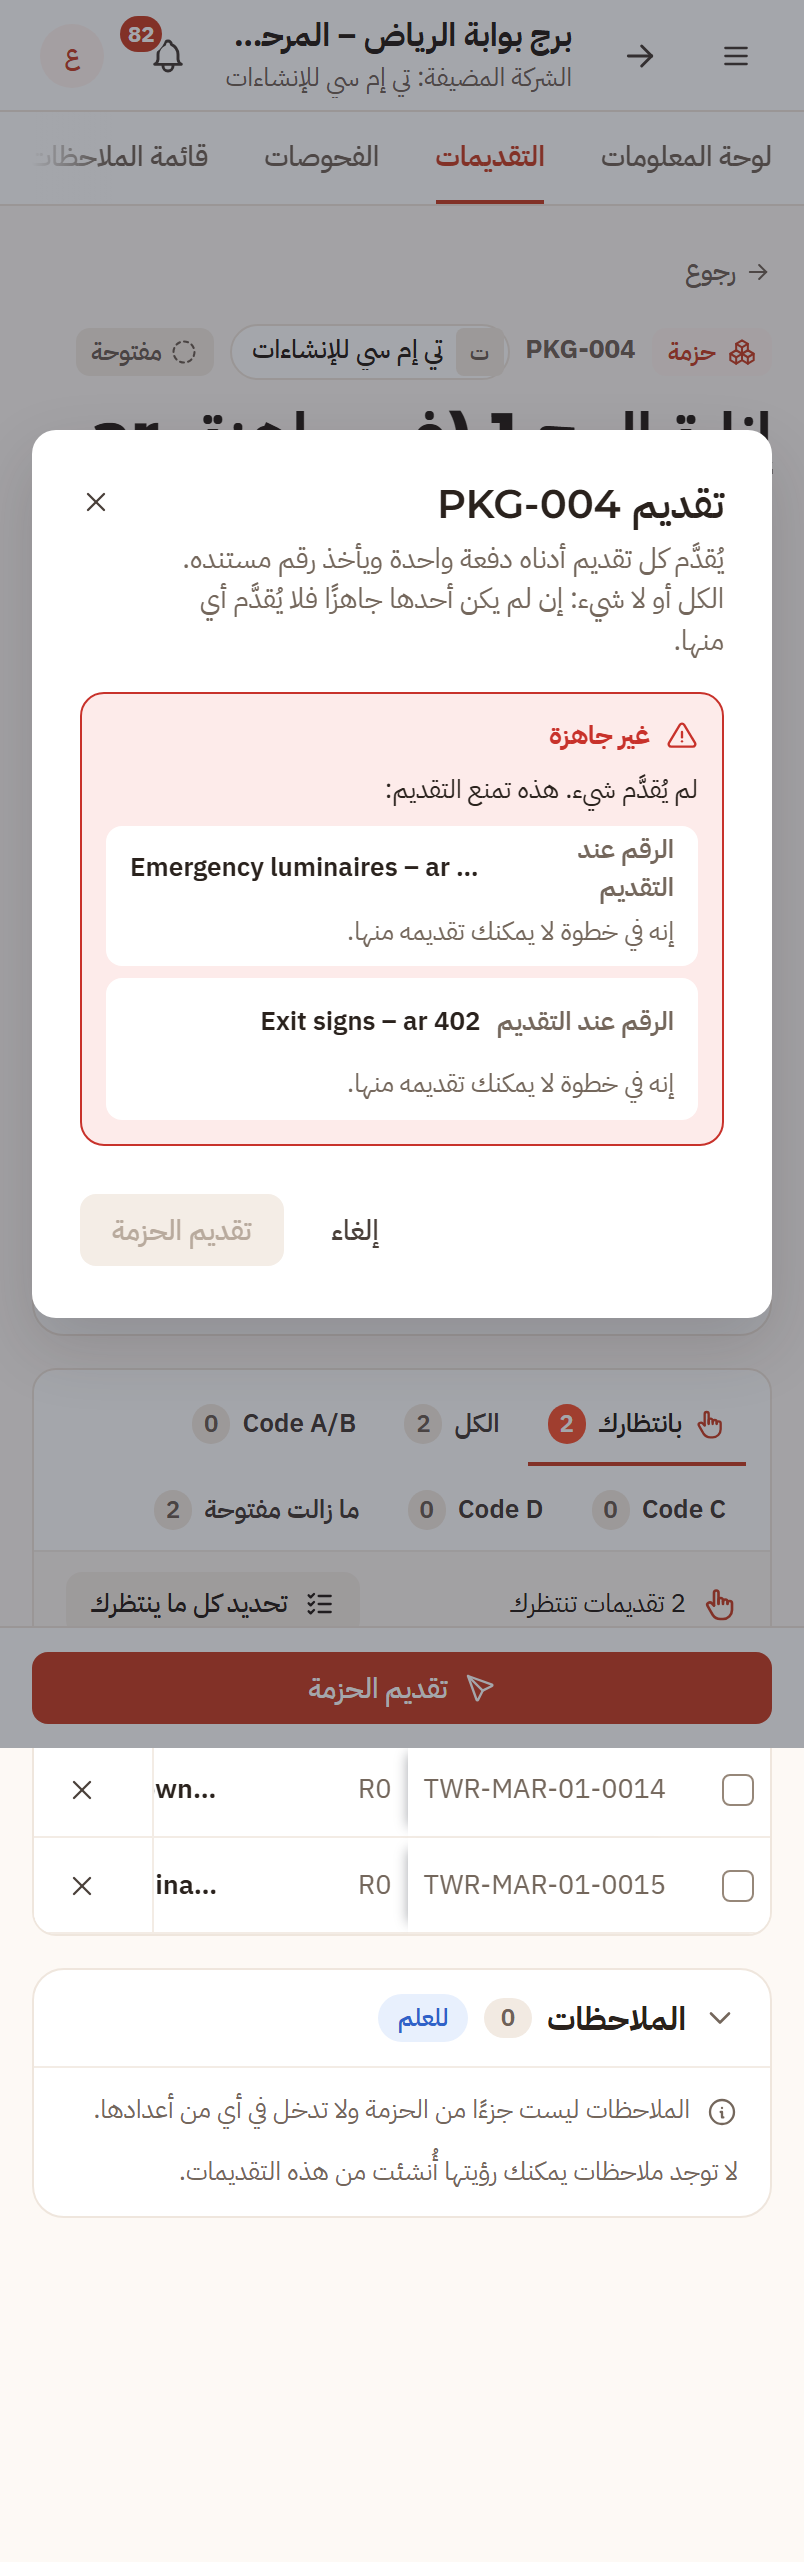 برج بوابة الرياض – المرحـ...
الشركة المضيفة: تي إم سي للإنشاءات
82
ع
لوحة المعلومات
التقديمات
الفحوصات
قائمة الملاحظات
رجوع
حزمة
PKG-004
ت تي إم سي للإنشاءات
مفتوحة
تقديم PKG-004
يُقدَّم كل تقديم أدناه دفعة واحدة ويأخذ رقم مستنده.
الكل أو لا شيء: إن لم يكن أحدها جاهزًا فلا يُقدَّم أي
منها.
غير جاهزة
لم يُقدَّم شيء. هذه تمنع التقديم:
الرقم عند
التقديم
Emergency luminaires – ar ...
إنه في خطوة لا يمكنك تقديمه منها.
الرقم عند التقديم Exit signs – ar 402
إنه في خطوة لا يمكنك تقديمه منها.
إلغاء
تقديم الحزمة
بانتظارك 2
الكل 2
Code A/B 0
Code C 0
Code D 0
ما زالت مفتوحة 2
2 تقديمات تنتظرك
تحديد كل ما ينتظرك
تقديم الحزمة
TWR-MAR-01-0014 R0 wn...
TWR-MAR-01-0015 R0 ina...
الملاحظات 0 للعلم
الملاحظات ليست جزءًا من الحزمة ولا تدخل في أي من أعدادها.
لا توجد ملاحظات يمكنك رؤيتها أُنشئت من هذه التقديمات.